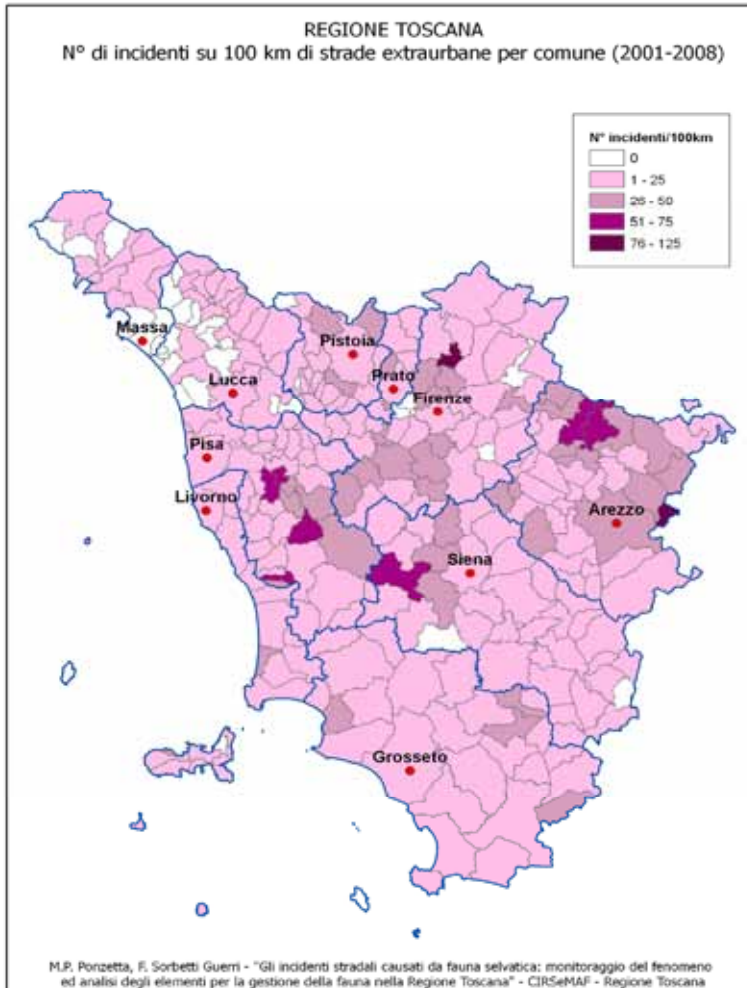 REGIONE TOSCANA
N° di incidenti su 100 km di strade extraurbane per comune (2001-2008)
N° incidenti/100km
0
1 - 25
26 - 50
51 - 75
76 - 125
Massa
Pistoia
Prato
Lucca
Firenze
Pisa
Livorno
Arezzo
Siena
Grosseto
M.P. Ponzetta, F. Sorbetti Guerri - "Gli incidenti stradali causati da fauna selvatica: monitoraggio del fenomeno
ed analisi degli elementi per la gestione della fauna nella Regione Toscana" - CIRSeMAF - Regione Toscana